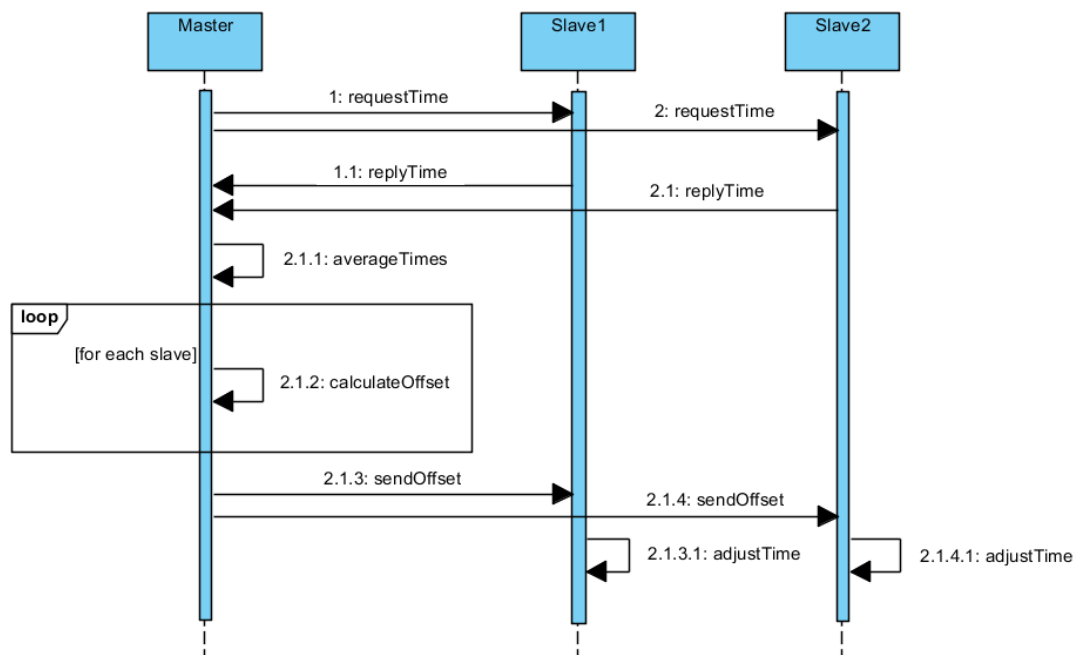 Master
Slave1
Slave2
1: requestTime
2: requestTime
1.1: replyTime
2.1: replyTime
2.1.1: averageTimes
loop
[for each slave]
2.1.2: calculateOffset
2.1.3: sendOffset
2.1.4: sendOffset
2.1.3.1: adjustTime
2.1.4.1: adjustTime